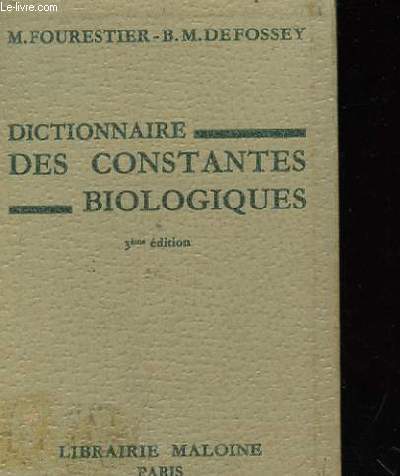 Le-livre.com
M. FOURESTIER - B. M. DEFOSSEY
DICTIONNAIRE
DES CONSTANTES
BIOLOGIQUES
3ème édition
LIBRAIRIE MALOINE
PARIS